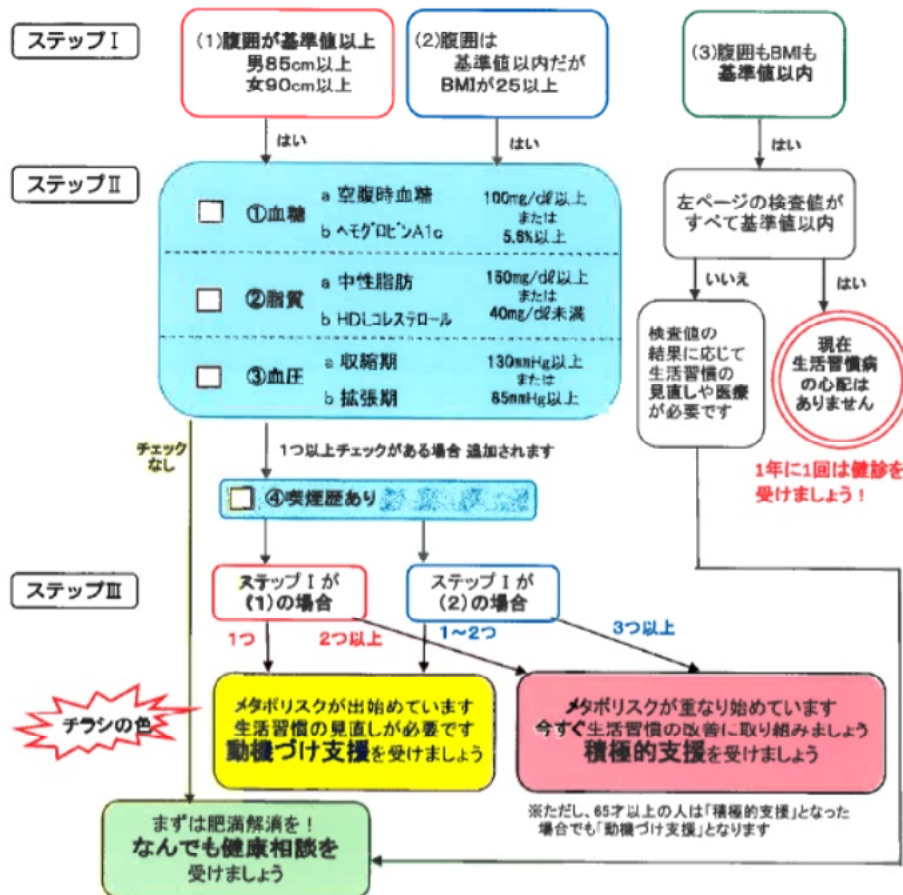 ステップⅠ
(1)腹囲が基準値以上
男85cm以上
女90cm以上
(2)腹囲は
基準値以内だが
BMIが25以上
(3)腹囲もBMIも
基準値以内
はい
はい
はい
ステップⅡ
①血糖
a 空腹時血糖
100mg/dℓ以上
または
b ヘモグロビンA1c
5.6%以上
②脂質
a 中性脂肪
150mg/dℓ以上
または
b HDLコレステロール
40mg/dℓ未満
③血圧
a 収縮期
130mmHg以上
または
b 拡張期
85mmHg以上
左ページの検査値が
すべて基準値以内
いいえ
はい
検査値の
結果に応じて
生活習慣の
見直しや医療
が必要です
現在
生活習慣病
の心配は
ありません
1年に1回は健診を
受けましょう!
チェック
なし
1つ以上チェックがある場合 追加されます
④喫煙歴あり
ステップⅢ
ステップⅠが
(1)の場合
ステップⅠが
(2)の場合
1つ
2つ以上
1~2つ
3つ以上
チラシの色
メタボリスクが出始めています
生活習慣の見直しが必要です
動機づけ支援を受けましょう
メタボリスクが重なり始めています
今すぐ生活習慣の改善に取り組みましょう
積極的支援を受けましょう
※ただし、65才以上の人は「積極的支援」となった
場合でも「動機づけ支援」となります
まずは肥満解消を!
なんでも健康相談を
受けましょう